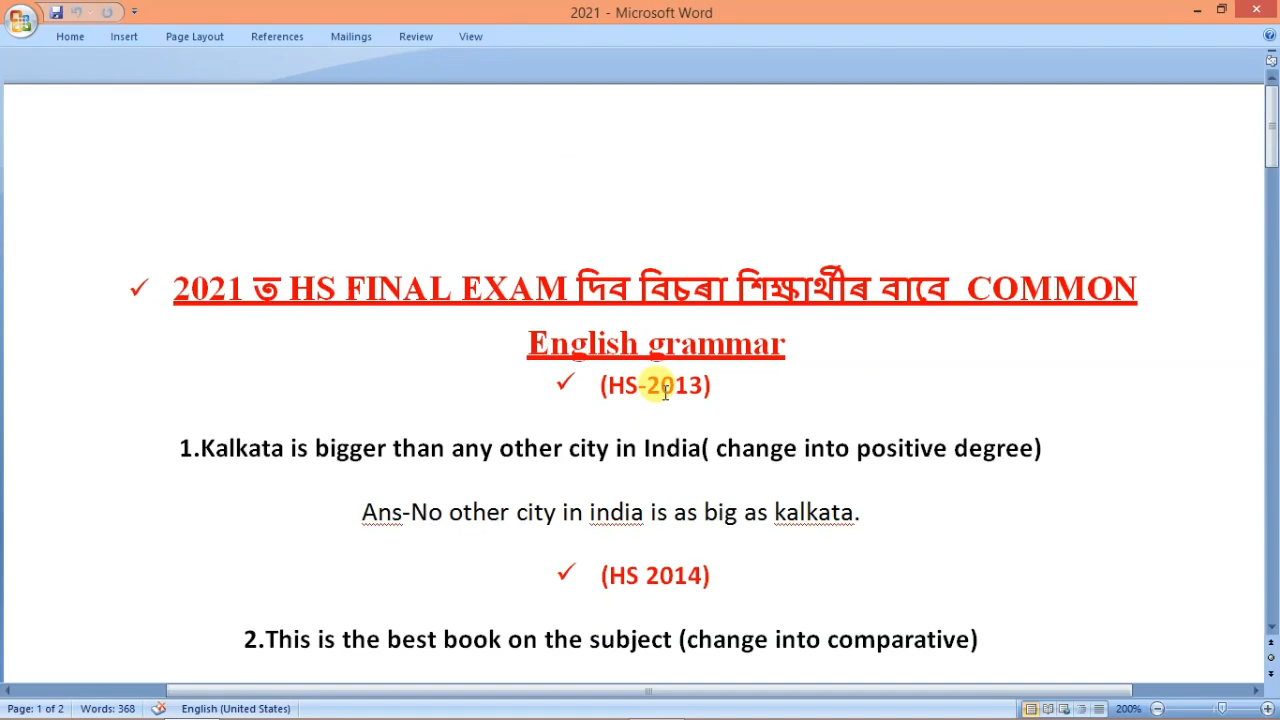 2021 - Microsoft Word
Home Insert Page Layout References Mailings Review View
✓ 2021 ত HS FINAL EXAM দিব বিচৰা শিক্ষাৰ্থীৰ বাবে COMMON
English grammar
✓ (HS-2013)
1.Kalkata is bigger than any other city in India( change into positive degree)
Ans-No other city in india is as big as kalkata.
✓ (HS 2014)
2.This is the best book on the subject (change into comparative)
Page: 1 of 2 Words: 368 English (United States) 200%